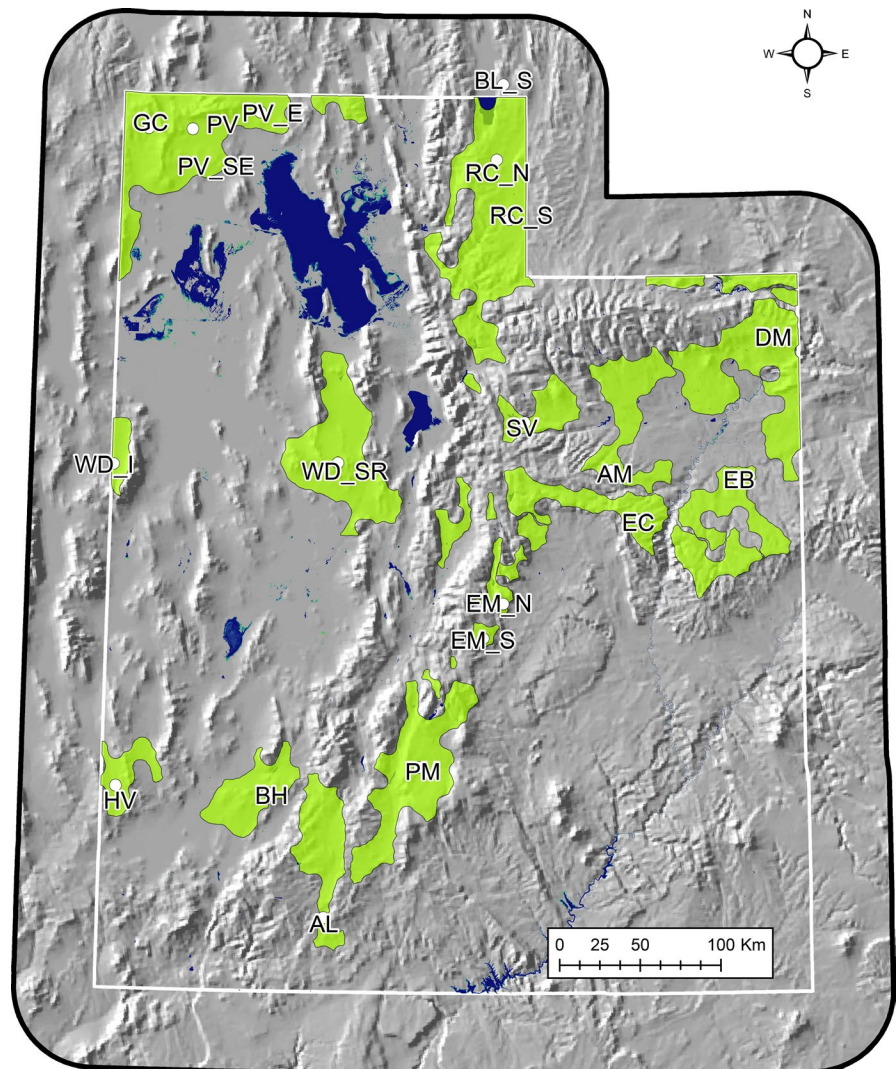 N
W E
S
BL_S
GC PV PV_E
PV_SE
RC_N
RC_S
DM
SV
WD_I WD_SR AM EB
EC
EM_N
EM_S
PM
HV BH
AL
0 25 50 100 Km